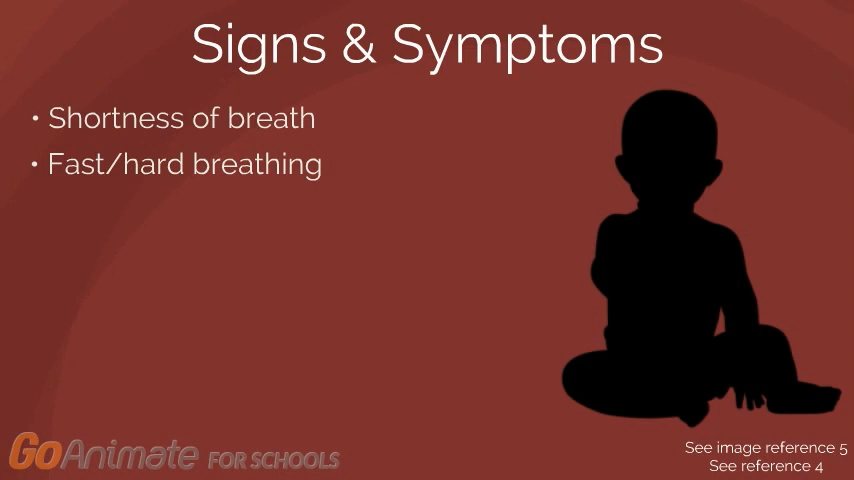 Signs & Symptoms
• Shortness of breath
• Fast/hard breathing
GoAnimate FOR SCHOOLS
See image reference 5
See reference 4